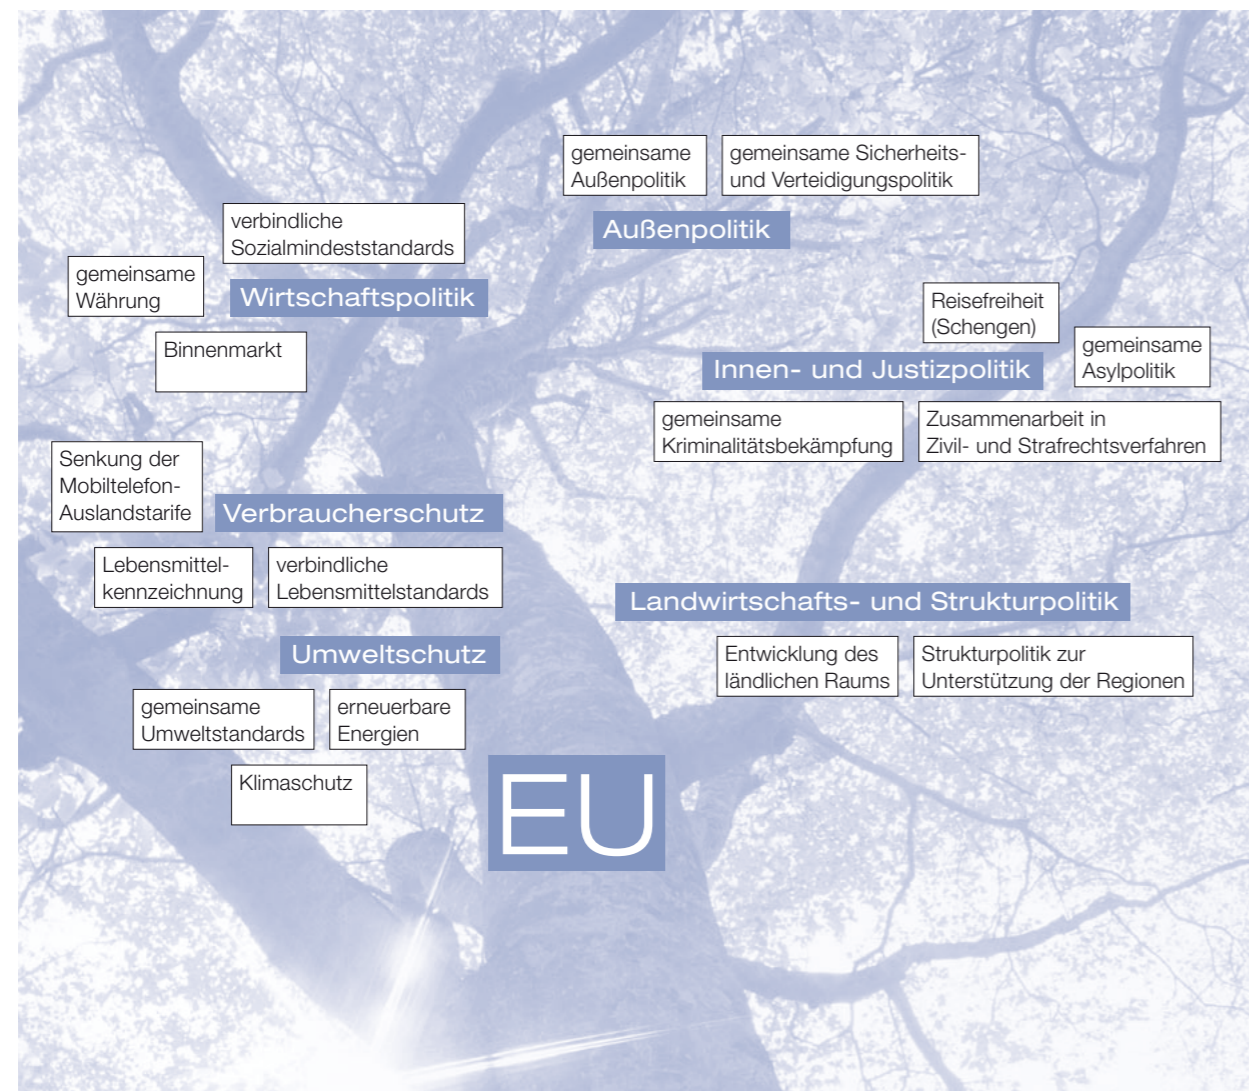 gemeinsame
Außenpolitik
gemeinsame Sicherheits-
und Verteidigungspolitik
Außenpolitik
verbindliche
Sozialmindeststandards
gemeinsame
Währung
Wirtschaftspolitik
Binnenmarkt
Reisefreiheit
(Schengen)
gemeinsame
Asylpolitik
Innen- und Justizpolitik
gemeinsame
Kriminalitätsbekämpfung
Zusammenarbeit in
Zivil- und Strafrechtsverfahren
Senkung der
Mobiltelefon-
Auslandstarife
Verbraucherschutz
Lebensmittel-
kennzeichnung
verbindliche
Lebensmittelstandards
Landwirtschafts- und Strukturpolitik
Entwicklung des
ländlichen Raums
Strukturpolitik zur
Unterstützung der Regionen
Umweltschutz
gemeinsame
Umweltstandards
erneuerbare
Energien
Klimaschutz
EU